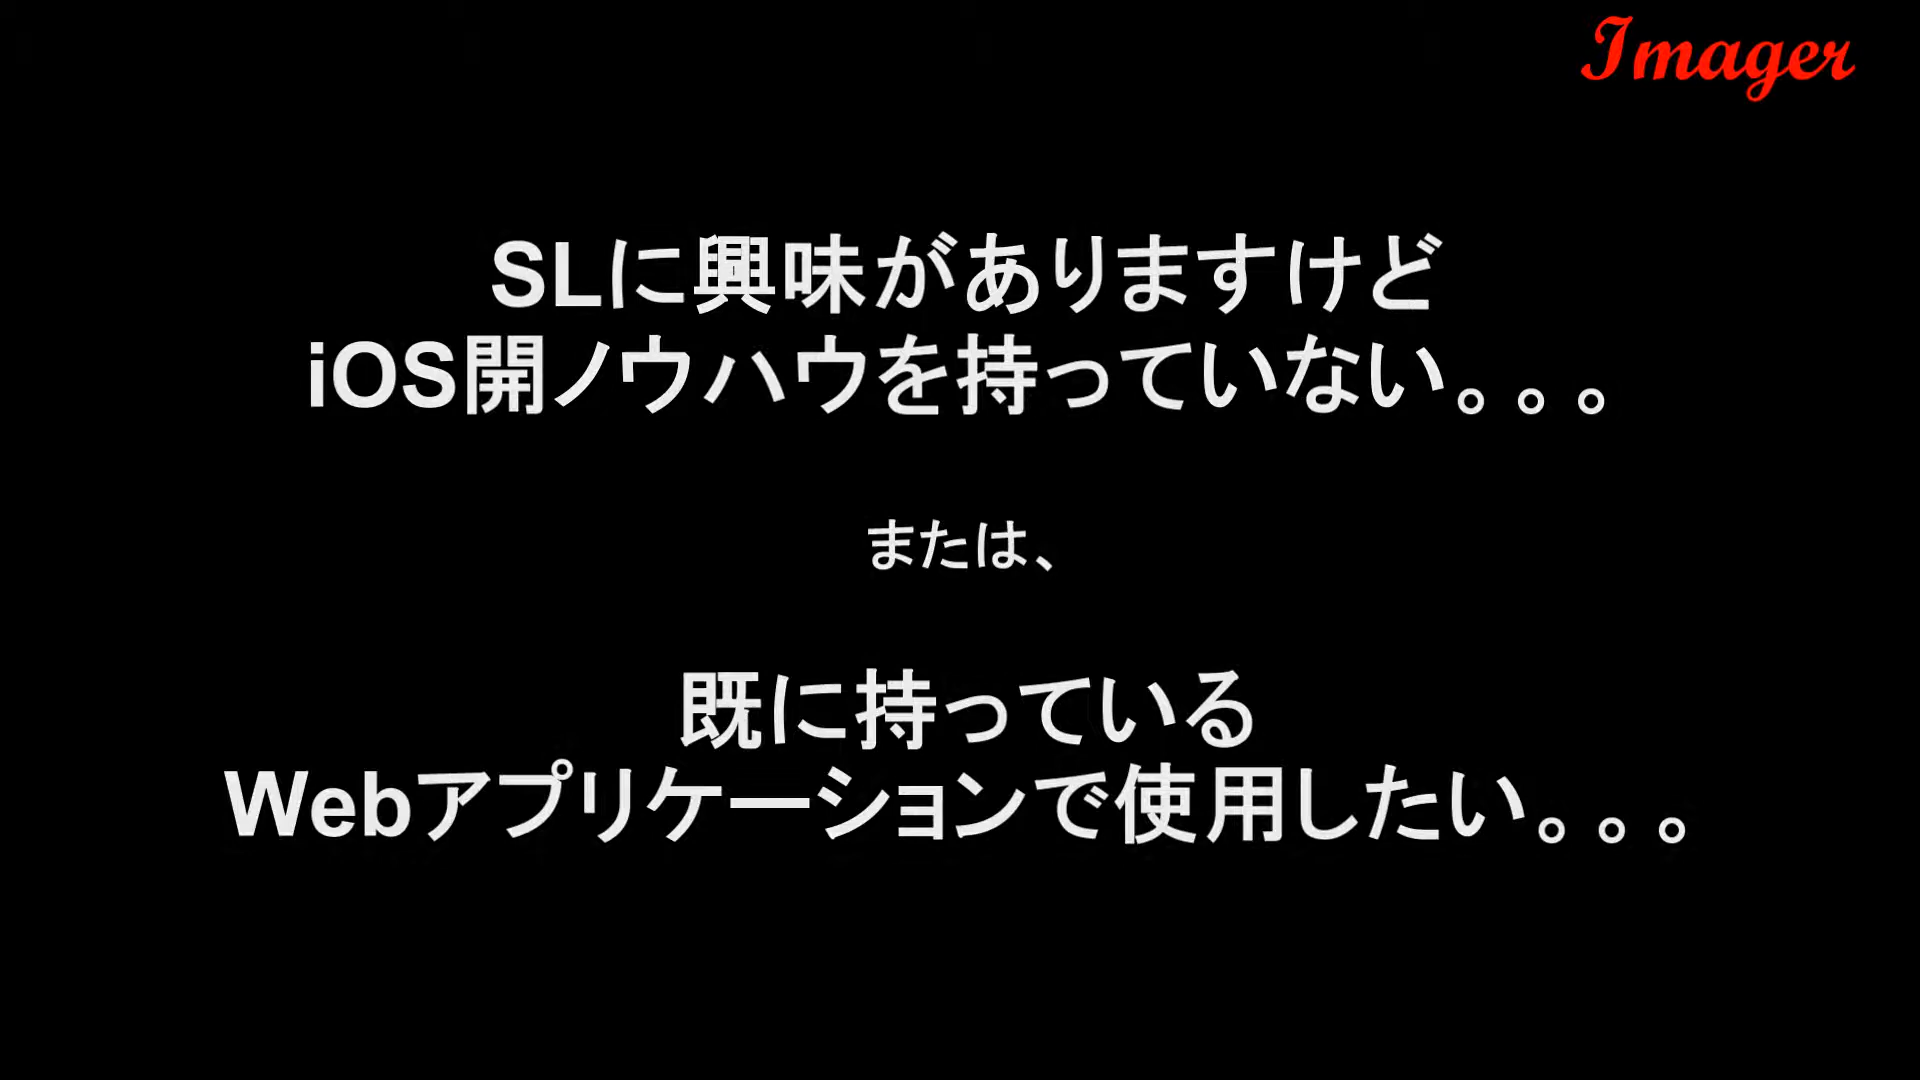 Imager
SLに興味がありますけど
iOS開ノウハウを持っていない。。。
または、
既に持っている
Webアプリケーションで使用したい。。。